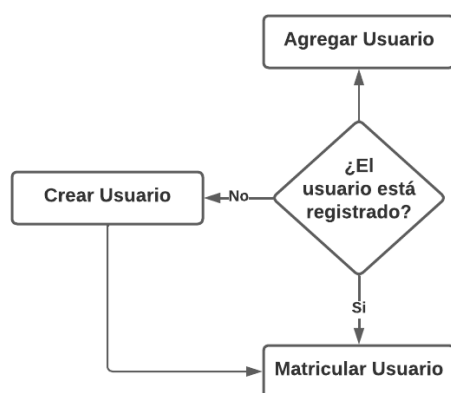 Agregar Usuario
¿El
usuario está
registrado?
Crear Usuario
No
Si
Matricular Usuario